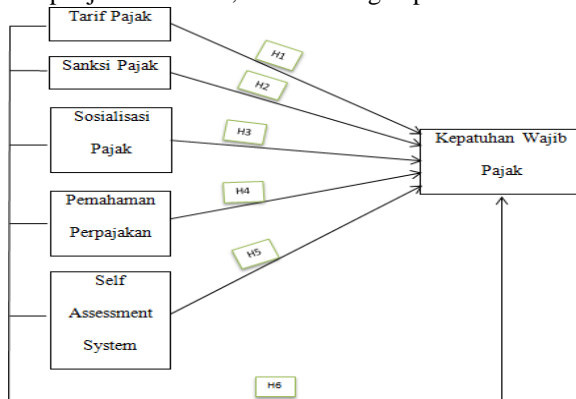 Tarif Pajak
H1
Sanksi Pajak
H2
Sosialisasi
Pajak
H3
Kepatuhan Wajib
Pajak
Pemahaman
Perpajakan
H4
H5
Self
Assessment
System
H6